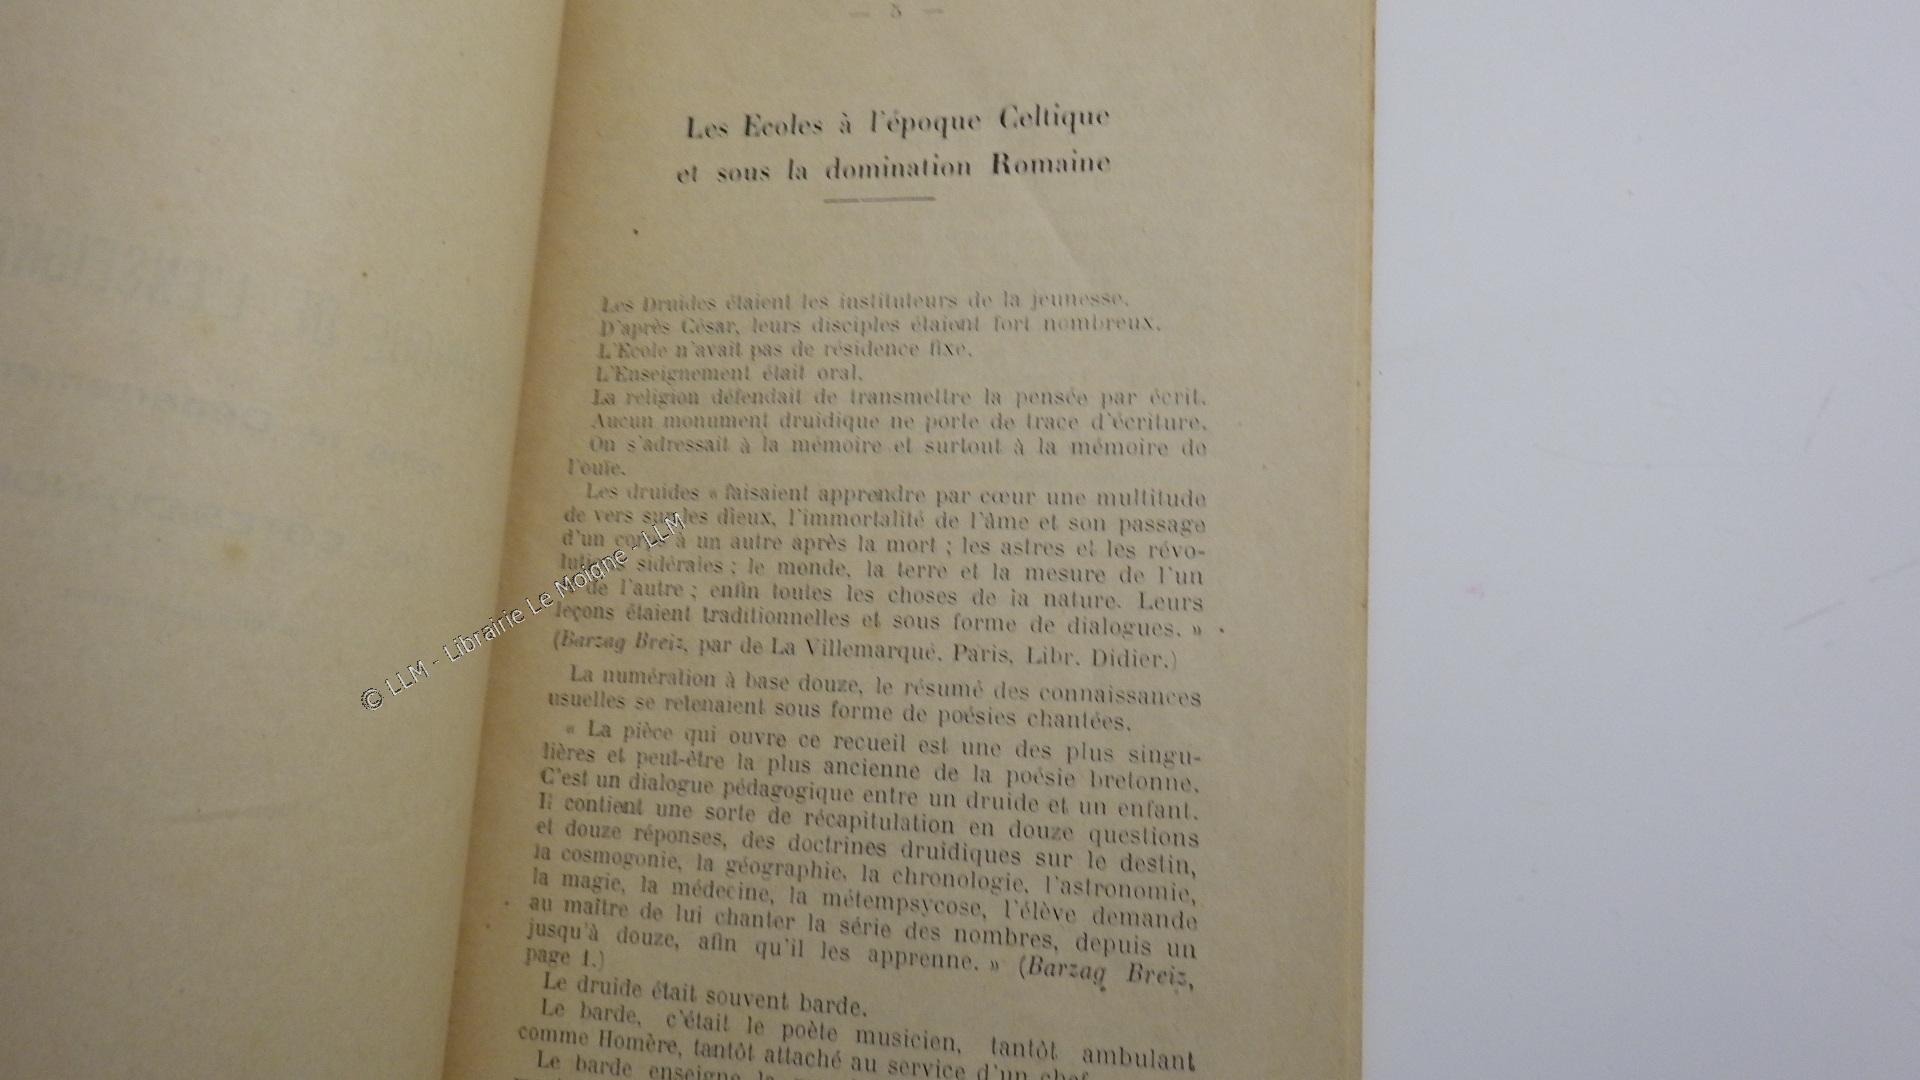 — 5 —
Les Ecoles à l'époque Celtique
et sous la domination Romaine
Les Druides étaient les instituteurs de la jeunesse.
D'après César, leurs disciples étaient fort nombreux.
L'Ecole n'avait pas de résidence fixe.
L'Enseignement était oral.
La religion défendait de transmettre la pensée par écrit.
Aucun monument druidique ne porte de trace d'écriture.
On s'adressait à la mémoire et surtout à la mémoire de
l'ouïe.
Les druides « faisaient apprendre par cœur une multitude
de vers sur les dieux, l'immortalité de l'âme et son passage
d'un corps à un autre après la mort ; les astres et les révo-
lutions sidérales ; le monde, la terre et la mesure de l'un
de l'autre ; enfin toutes les choses de la nature. Leurs
leçons étaient traditionnelles et sous forme de dialogues. »
(Barzag Breiz, par de La Villemarqué. Paris, Libr. Didier.)
La numération à base douze, le résumé des connaissances
usuelles se retenaient sous forme de poésies chantées.
« La pièce qui ouvre ce recueil est une des plus singu-
lières et peut-être la plus ancienne de la poésie bretonne.
C'est un dialogue pédagogique entre un druide et un enfant.
Il contient une sorte de récapitulation en douze questions
et douze réponses, des doctrines druidiques sur le destin,
la cosmogonie, la géographie, la chronologie, l'astronomie,
la magie, la médecine, la métempsycose, l'élève demande
au maître de lui chanter la série des nombres, depuis un
jusqu'à douze, afin qu'il les apprenne. » (Barzag Breiz,
page 1.)
Le druide était souvent barde.
Le barde, c'était le poète musicien, tantôt ambulant
comme Homère, tantôt attaché au service d'un chef.
Le barde enseigne
© LLM - Librairie Le Moigne - LLM